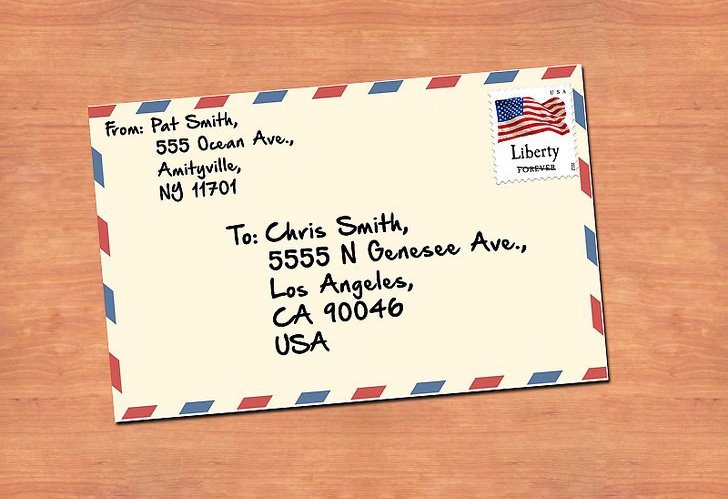 From: Pat Smith,
555 Ocean Ave.,
Amityville,
NY 11701
USA
Liberty
FOREVER
To: Chris Smith,
5555 N Genesee Ave.,
Los Angeles,
CA 90046
USA